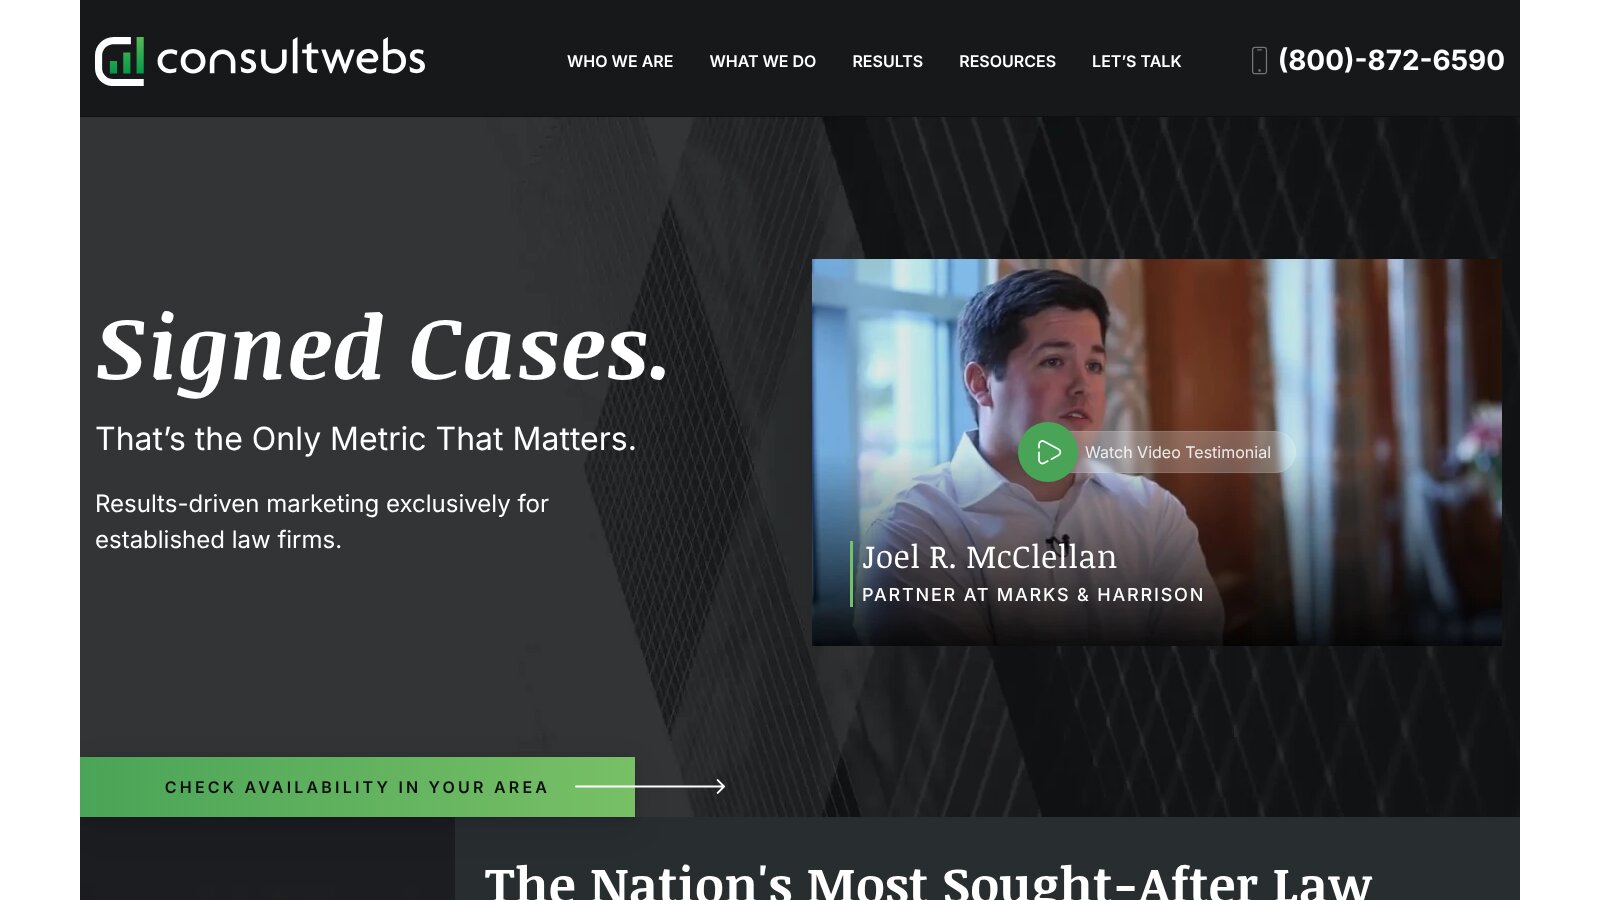 consultwebs
WHO WE ARE
WHAT WE DO
RESULTS
RESOURCES
LET’S TALK
(800)-872-6590
Signed Cases.
That’s the Only Metric That Matters.
Results-driven marketing exclusively for
established law firms.
Watch Video Testimonial
Joel R. McClellan
PARTNER AT MARKS & HARRISON
CHECK AVAILABILITY IN YOUR AREA
The Nation's Most Sought-After Law